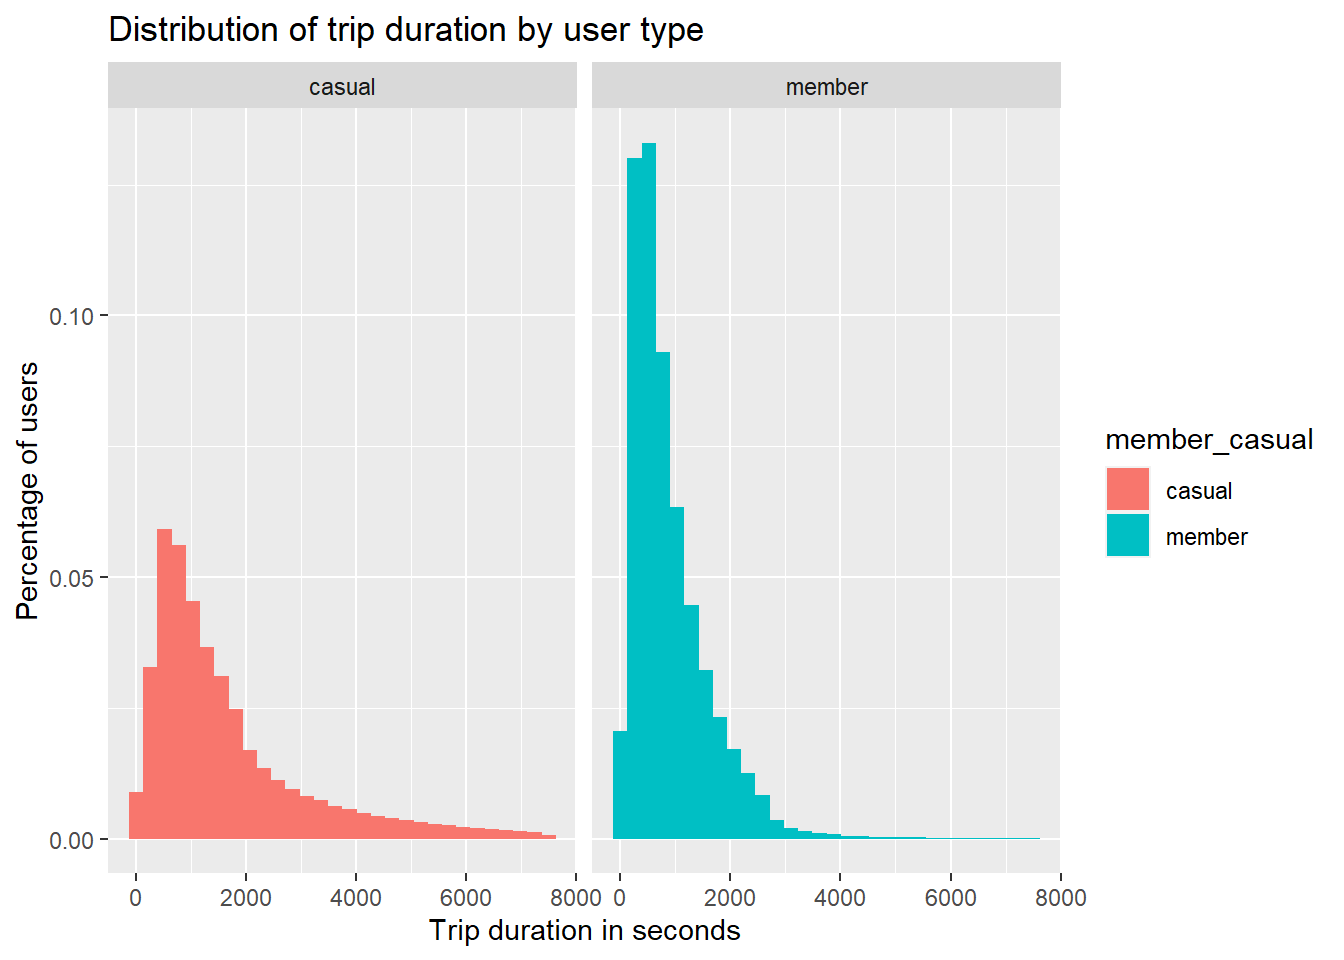 Distribution of trip duration by user type
casual
member
Percentage of users
0.10
0.05
0.00
0
2000
4000
6000
8000
0
2000
4000
6000
8000
Trip duration in seconds
member_casual
casual
member